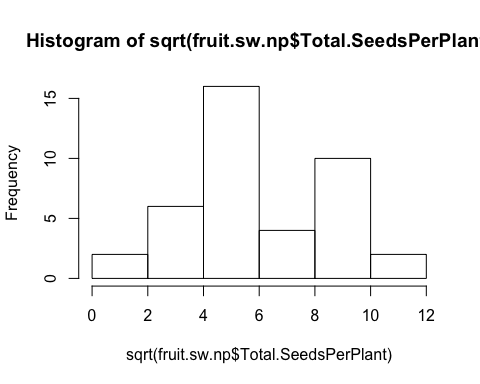 Histogram of sqrt(fruit.sw.np$Total.SeedsPerPlan
Frequency
15
10
5
0
0 2 4 6 8 10 12
sqrt(fruit.sw.np$Total.SeedsPerPlant)